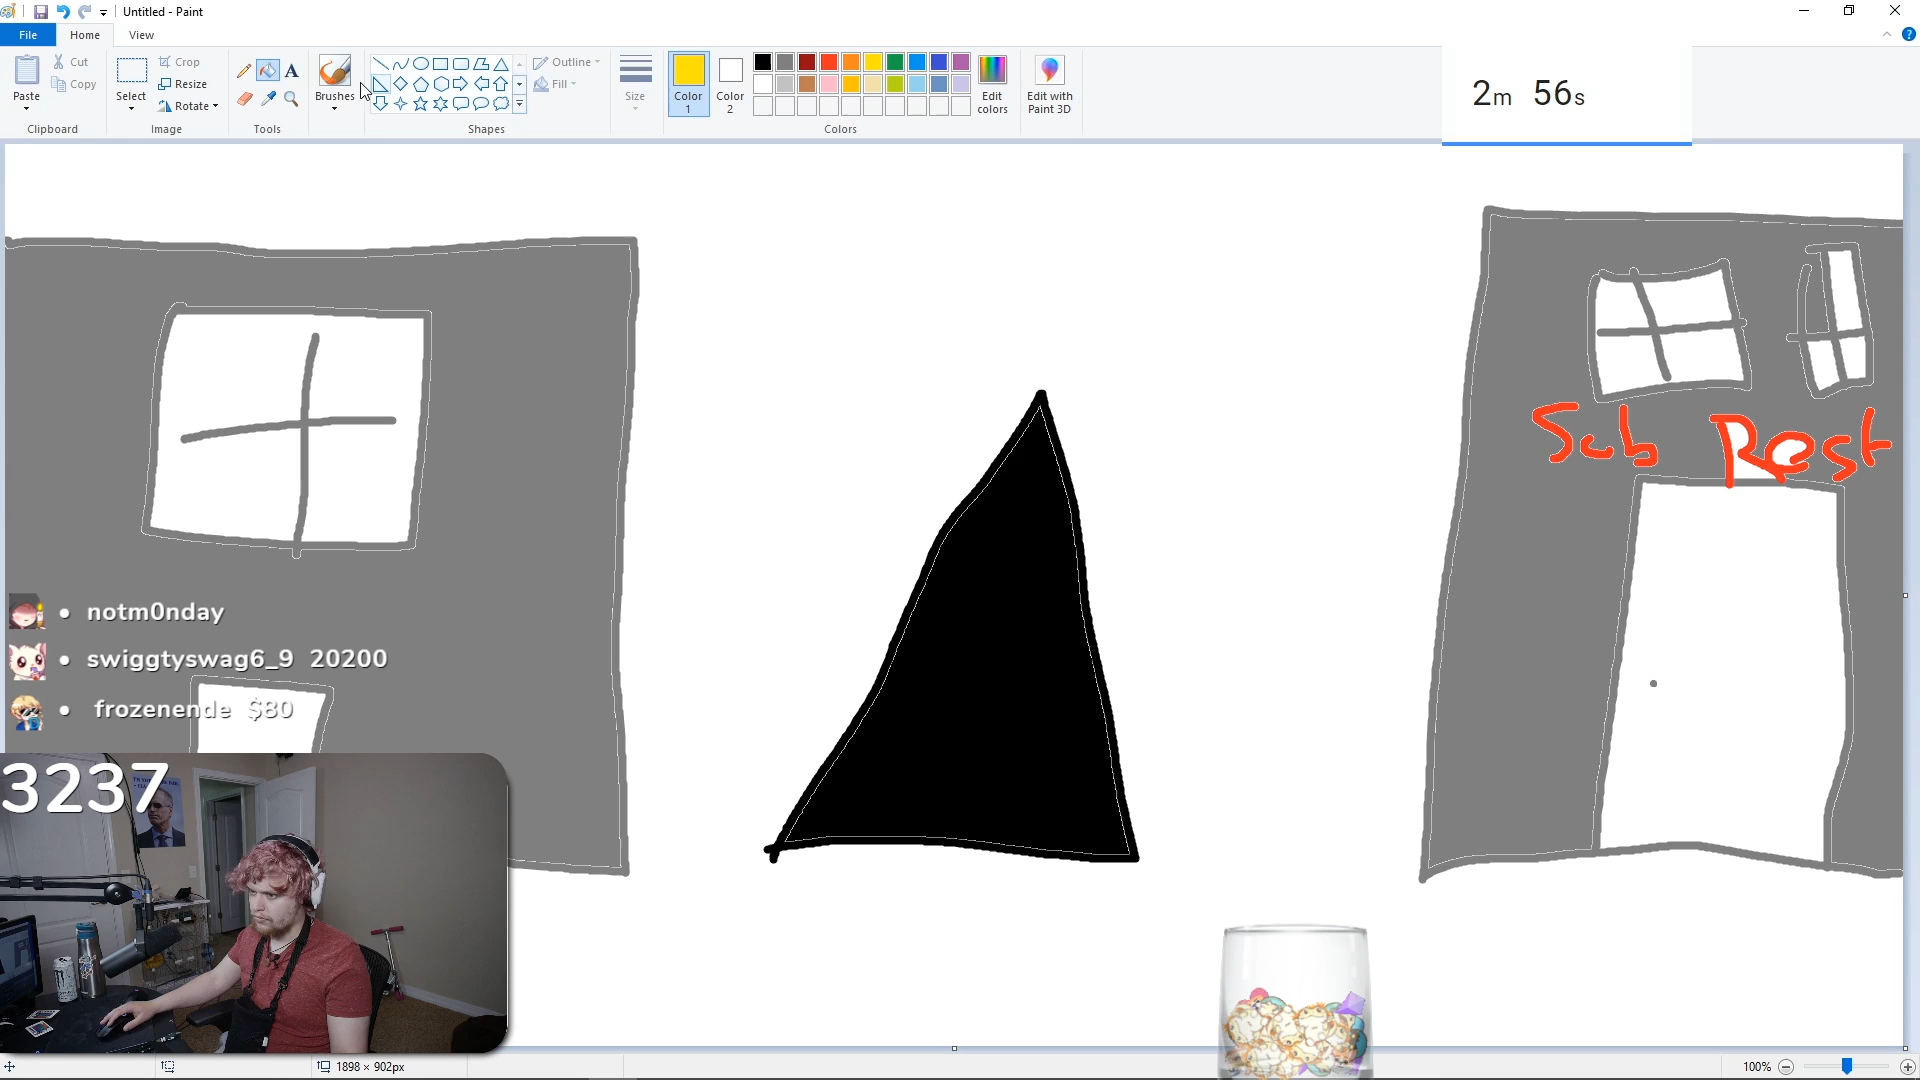 Untitled - Paint
File Home View
Cut
Copy
Paste
Clipboard
Crop
Resize
Rotate
Select
Image
Tools
Brushes
Outline
Fill
Shapes
Size
Color 1
Color 2
Edit colors
Edit with Paint 3D
Colors
2m 56s
Sub Rest
notm0nday
swiggtyswag6_9 20200
frozenende $80
3237
1898 × 902px
100%